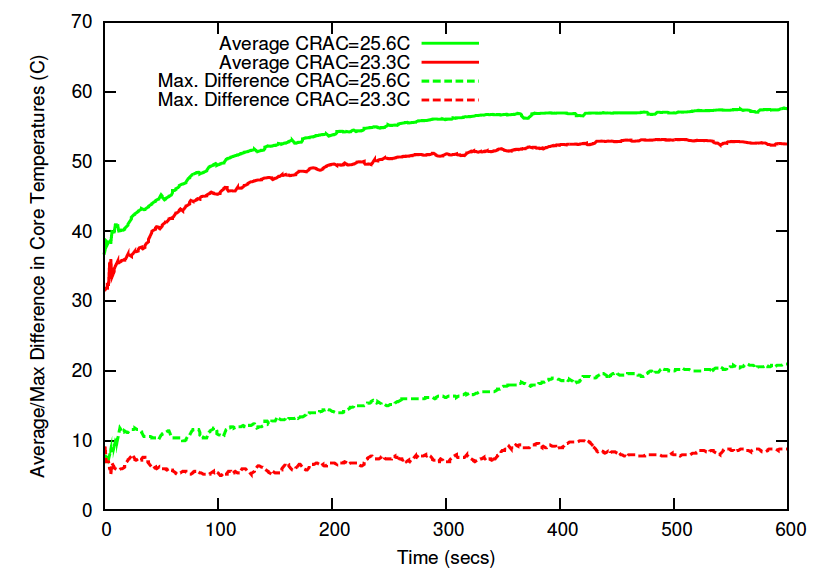 70
60
50
40
30
20
10
0
Average/Max Difference in Core Temperatures (C)
Average CRAC=25.6C
Average CRAC=23.3C
Max. Difference CRAC=25.6C
Max. Difference CRAC=23.3C
0 100 200 300 400 500 600
Time (secs)